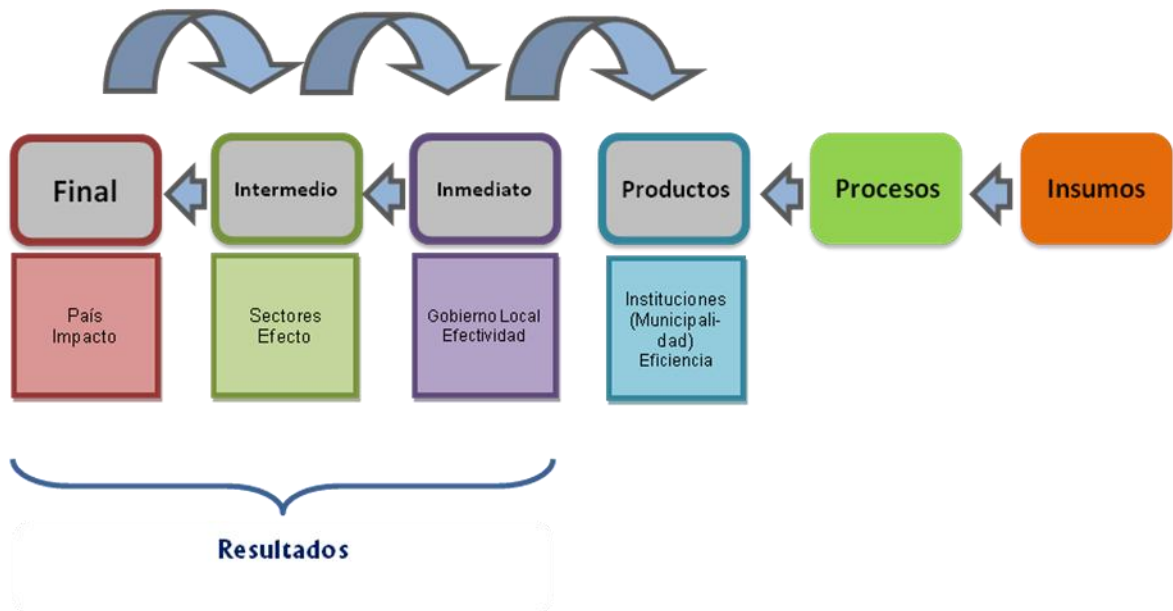 Final
Intermedio
Inmediato
Productos
Procesos
Insumos
País
Impacto
Sectores
Efecto
Gobierno Local
Efectividad
Instituciones
(Municipali-
dad)
Eficiencia
Resultados